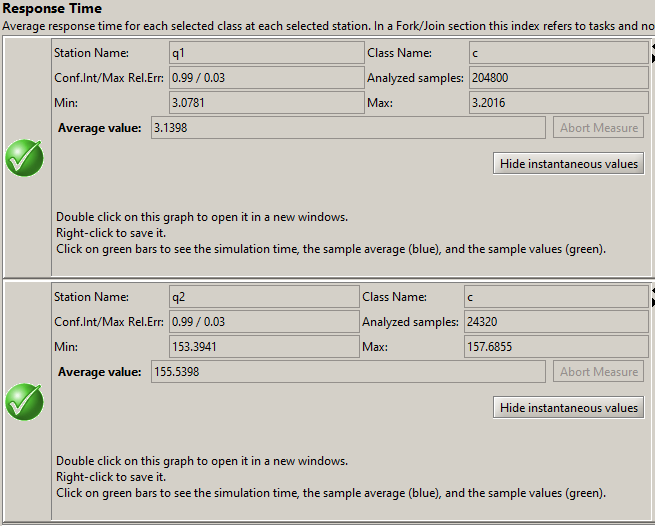 Response Time
Average response time for each selected class at each selected station. In a Fork/Join section this index refers to tasks and no
Station Name: q1 Class Name: c
Conf.Int/Max Rel.Err: 0.99 / 0.03 Analyzed samples: 204800
Min: 3.0781 Max: 3.2016
Average value: 3.1398 Abort Measure
Hide instantaneous values
Double click on this graph to open it in a new windows.
Right-click to save it.
Click on green bars to see the simulation time, the sample average (blue), and the sample values (green).
Station Name: q2 Class Name: c
Conf.Int/Max Rel.Err: 0.99 / 0.03 Analyzed samples: 24320
Min: 153.3941 Max: 157.6855
Average value: 155.5398 Abort Measure
Hide instantaneous values
Double click on this graph to open it in a new windows.
Right-click to save it.
Click on green bars to see the simulation time, the sample average (blue), and the sample values (green).